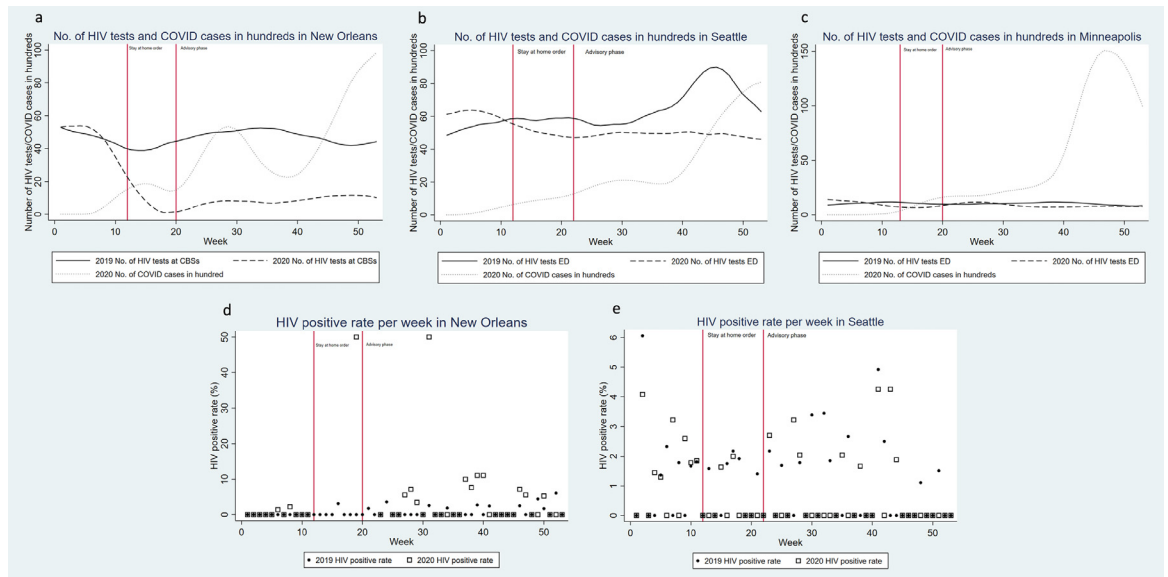 a
No. of HIV tests and COVID cases in hundreds in New Orleans
Number of HIV tests/COVID cases in hundreds
0 20 40 60 80 100
Stay at home order
Advisory phase
0 10 20 30 40 50
Week
2019 No. of HIV tests at CBSs
2020 No. of HIV tests at CBSs
2020 No. of COVID cases in hundred
b
No. of HIV tests and COVID cases in hundreds in Seattle
Number of HIV tests/COVID cases in hundreds
0 20 40 60 80 100
Stay at home order
Advisory phase
0 10 20 30 40 50
Week
2019 No. of HIV tests ED
2020 No. of HIV tests ED
2020 No. of COVID cases in hundreds
c
No. of HIV tests and COVID cases in hundreds in Minneapolis
Number of HIV tests/COVID cases in hundreds
0 50 100 150
Stay at home order
Advisory phase
0 10 20 30 40 50
Week
2019 No. of HIV tests ED
2020 No. of HIV tests ED
2020 No. of COVID cases in hundreds
d
HIV positive rate per week in New Orleans
HIV positive rate (%)
0 10 20 30 40 50
Stay at home order
Advisory phase
0 10 20 30 40 50
Week
2019 HIV positive rate
2020 HIV positive rate
e
HIV positive rate per week in Seattle
HIV positive rate (%)
0 1 2 3 4 5 6
Stay at home order
Advisory phase
0 10 20 30 40 50
Week
2019 HIV positive rate
2020 HIV positive rate